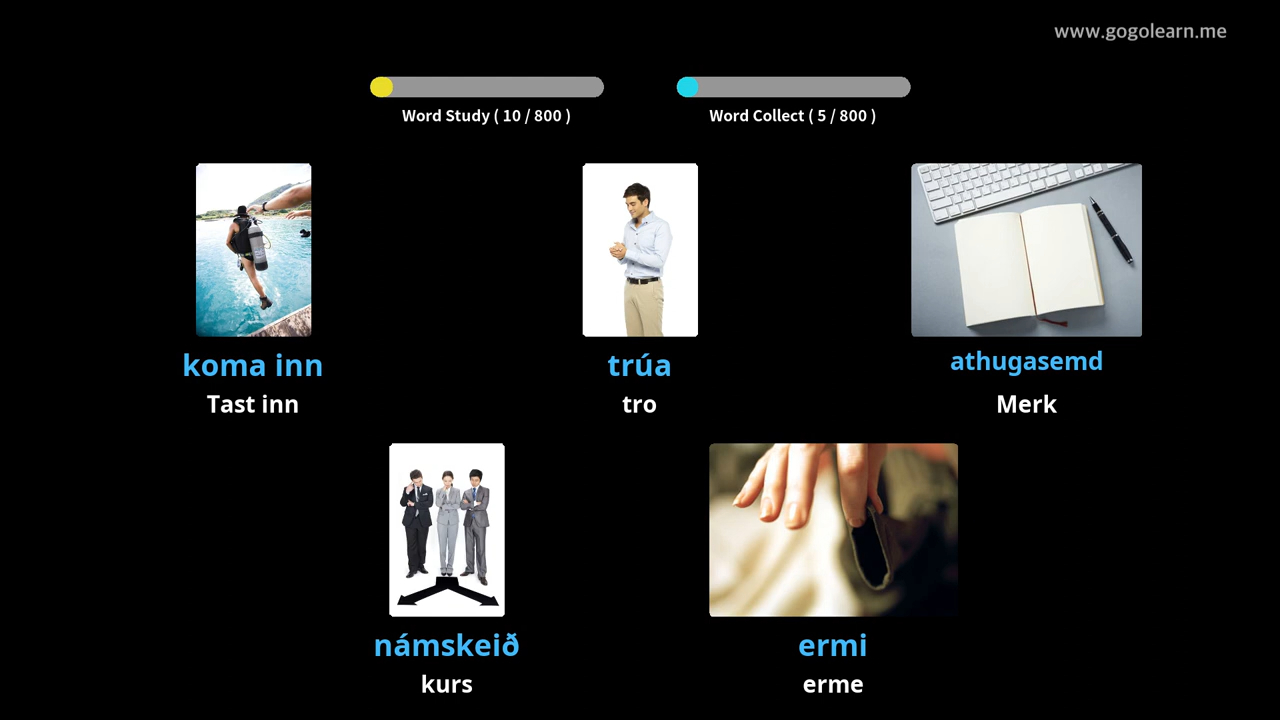 www.gogolearn.me
Word Study ( 10 / 800 )
Word Collect ( 5 / 800 )
koma inn
Tast inn
trúa
tro
athugasemd
Merk
námskeið
kurs
ermi
erme